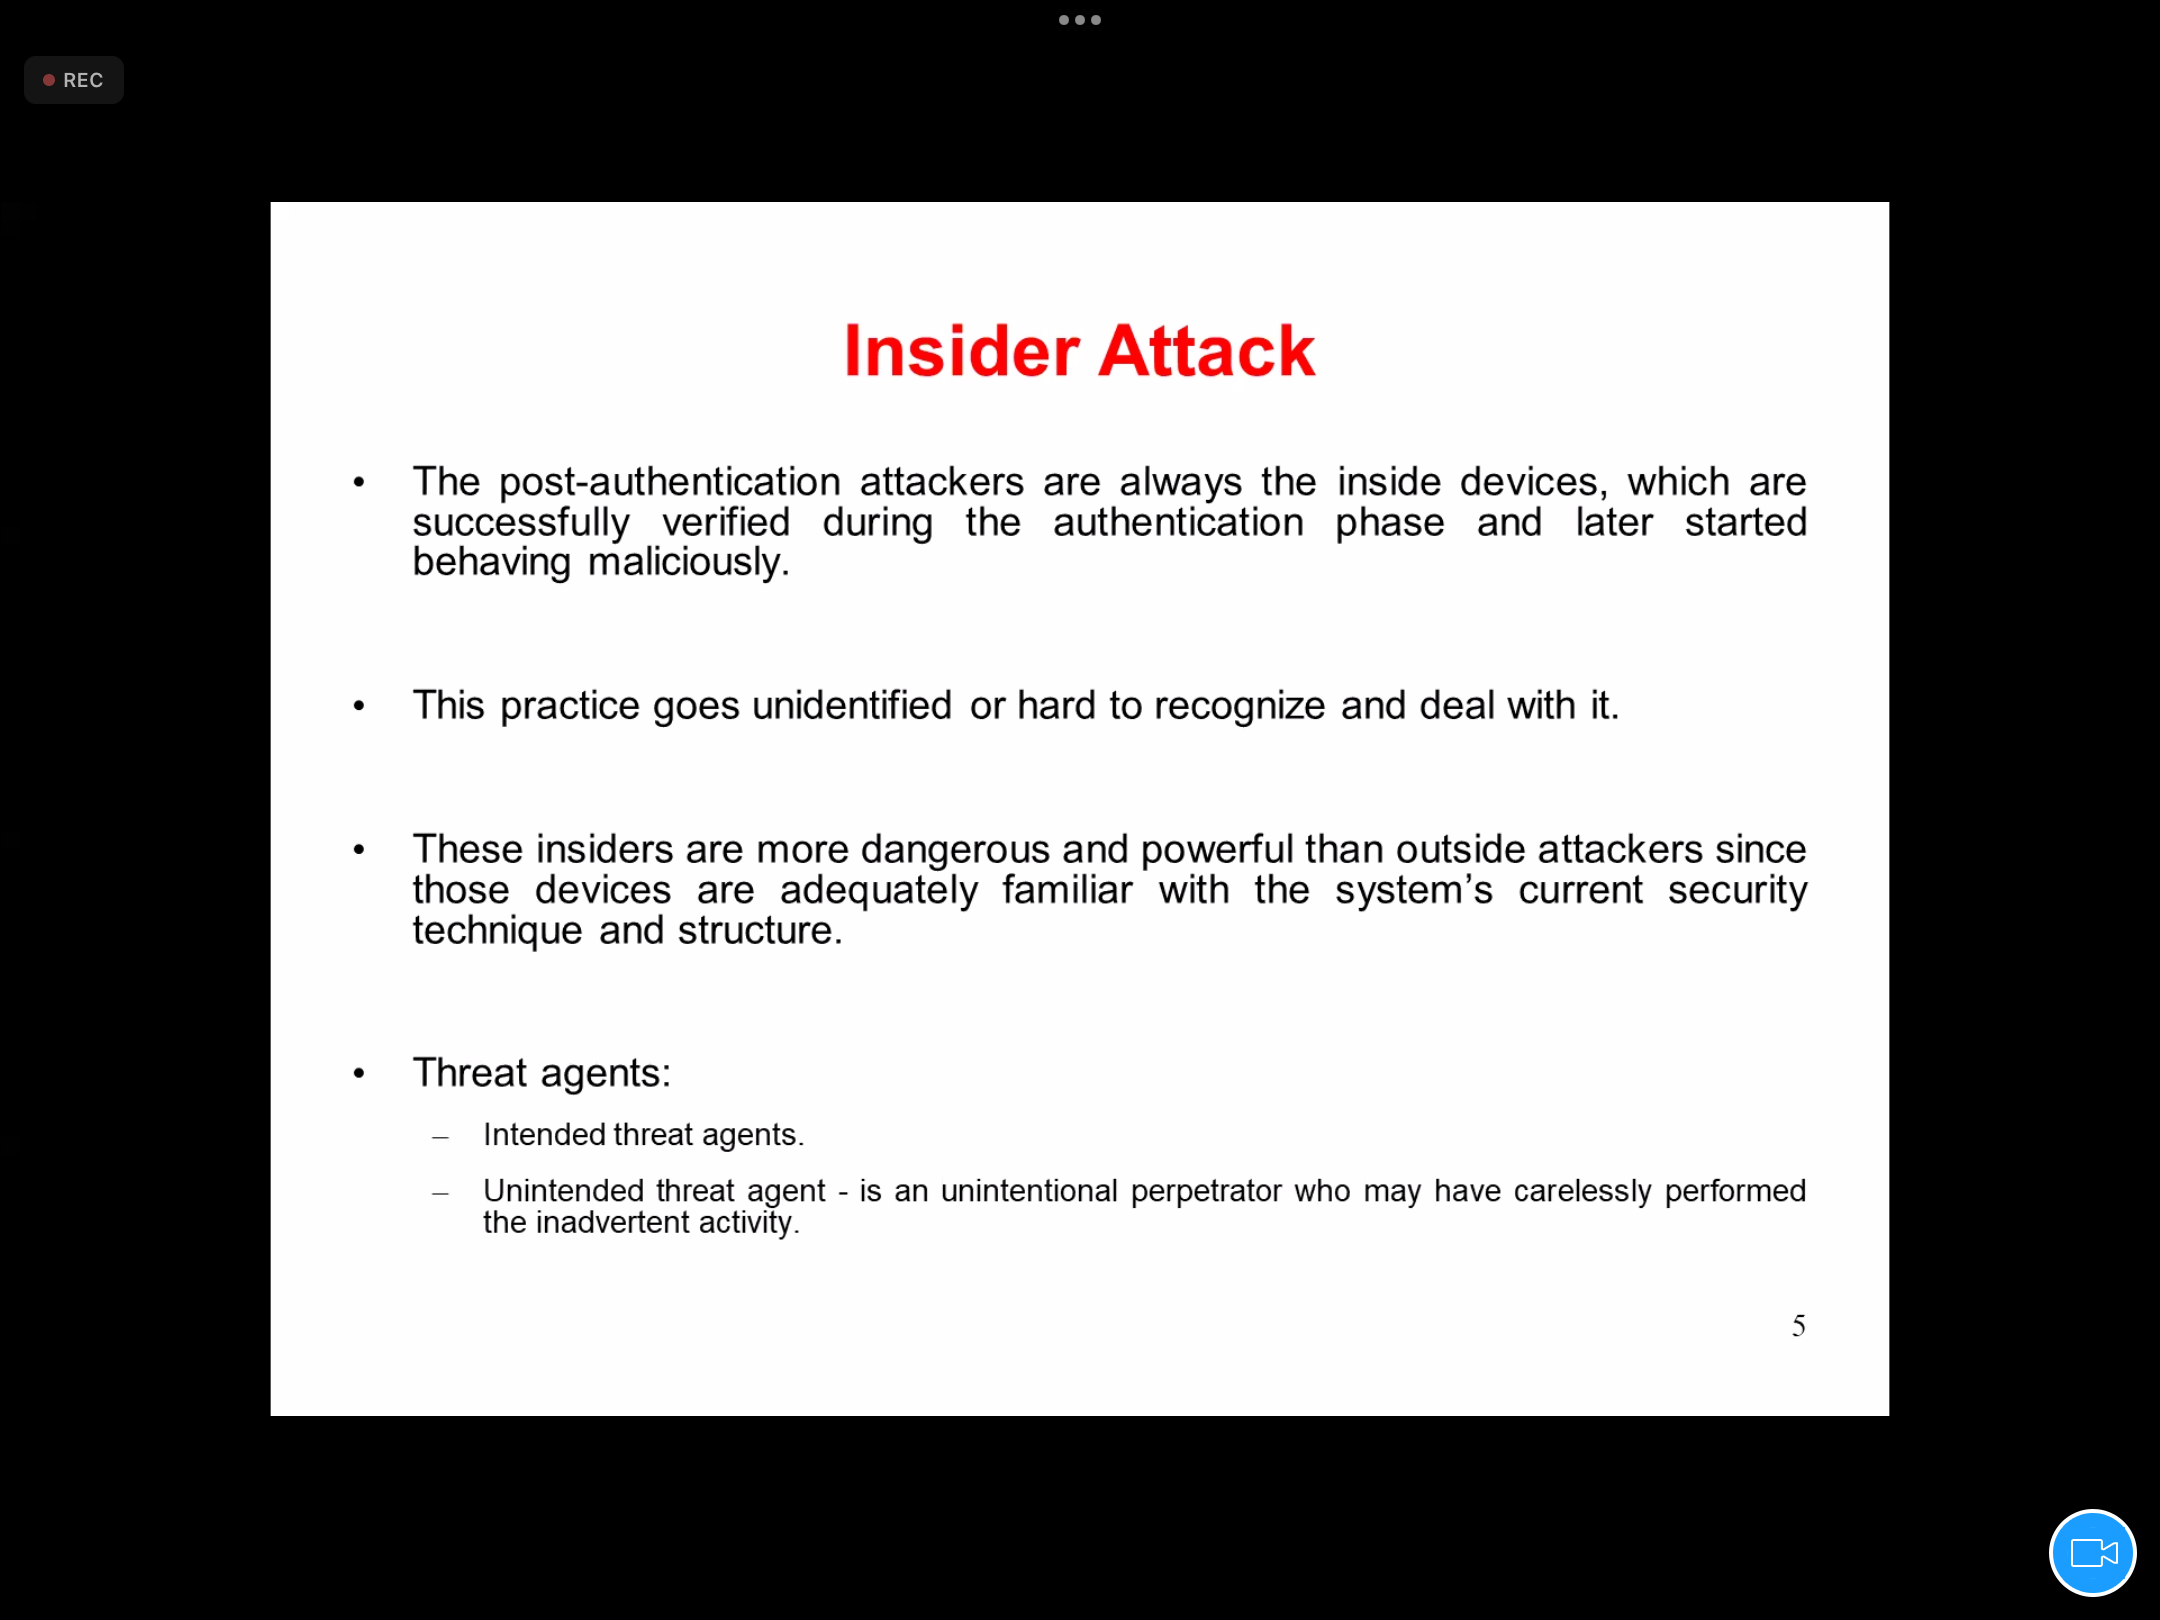 REC
Insider Attack
• The post-authentication attackers are always the inside devices, which are
successfully verified during the authentication phase and later started
behaving maliciously.
• This practice goes unidentified or hard to recognize and deal with it.
• These insiders are more dangerous and powerful than outside attackers since
those devices are adequately familiar with the system’s current security
technique and structure.
• Threat agents:
– Intended threat agents.
– Unintended threat agent - is an unintentional perpetrator who may have carelessly performed
the inadvertent activity.
5